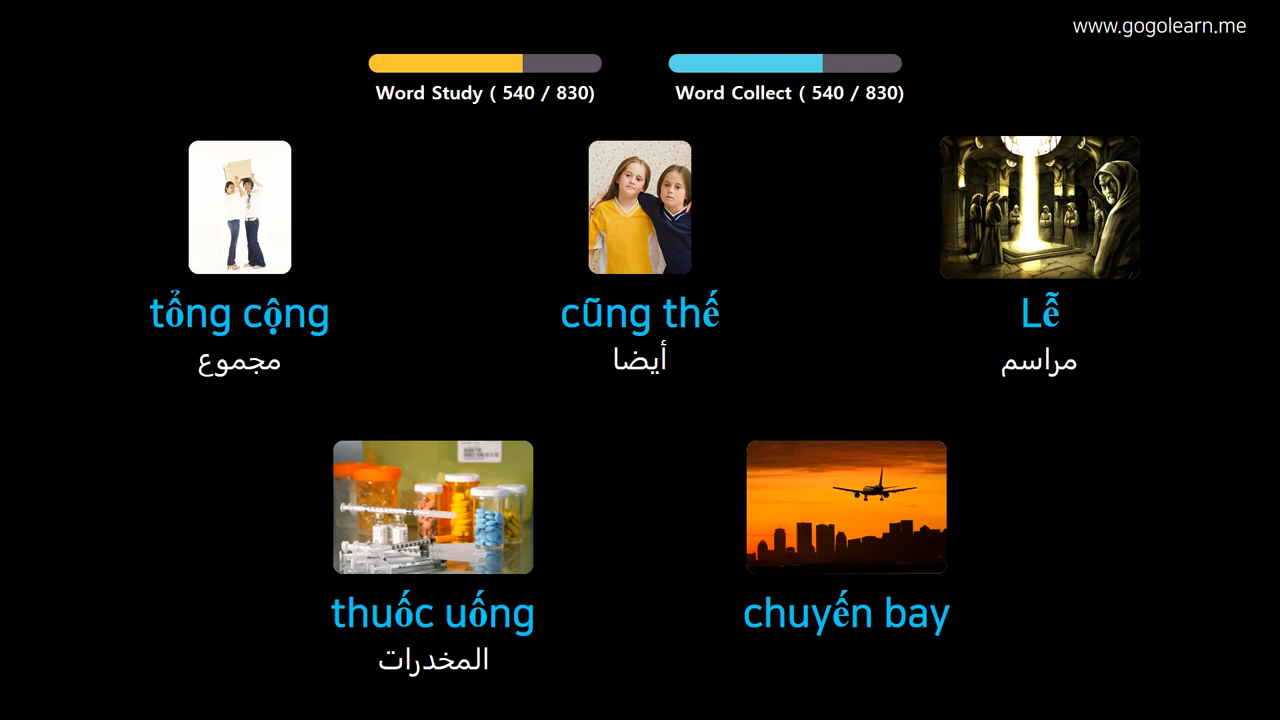 www.gogolearn.me
Word Study ( 540 / 830)
Word Collect ( 540 / 830)
tổng cộng
مجموع
cũng thế
أيضا
Lễ
مراسم
thuốc uống
المخدرات
chuyến bay